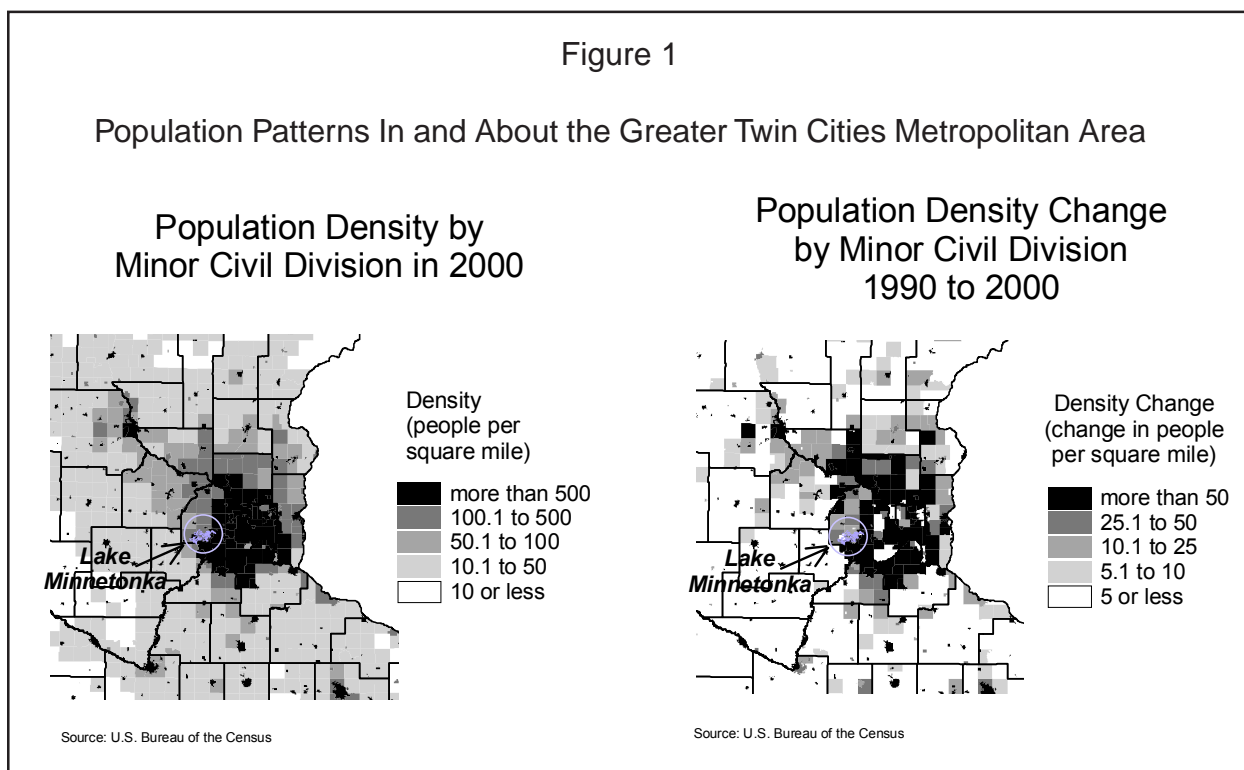 Figure 1
Population Patterns In and About the Greater Twin Cities Metropolitan Area
Population Density by
Minor Civil Division in 2000
Density
(people per
square mile)
more than 500
100.1 to 500
50.1 to 100
10.1 to 50
10 or less
Lake
Minnetonka
Source: U.S. Bureau of the Census
Population Density Change
by Minor Civil Division
1990 to 2000
Density Change
(change in people
per square mile)
more than 50
25.1 to 50
10.1 to 25
5.1 to 10
5 or less
Lake
Minnetonka
Source: U.S. Bureau of the Census